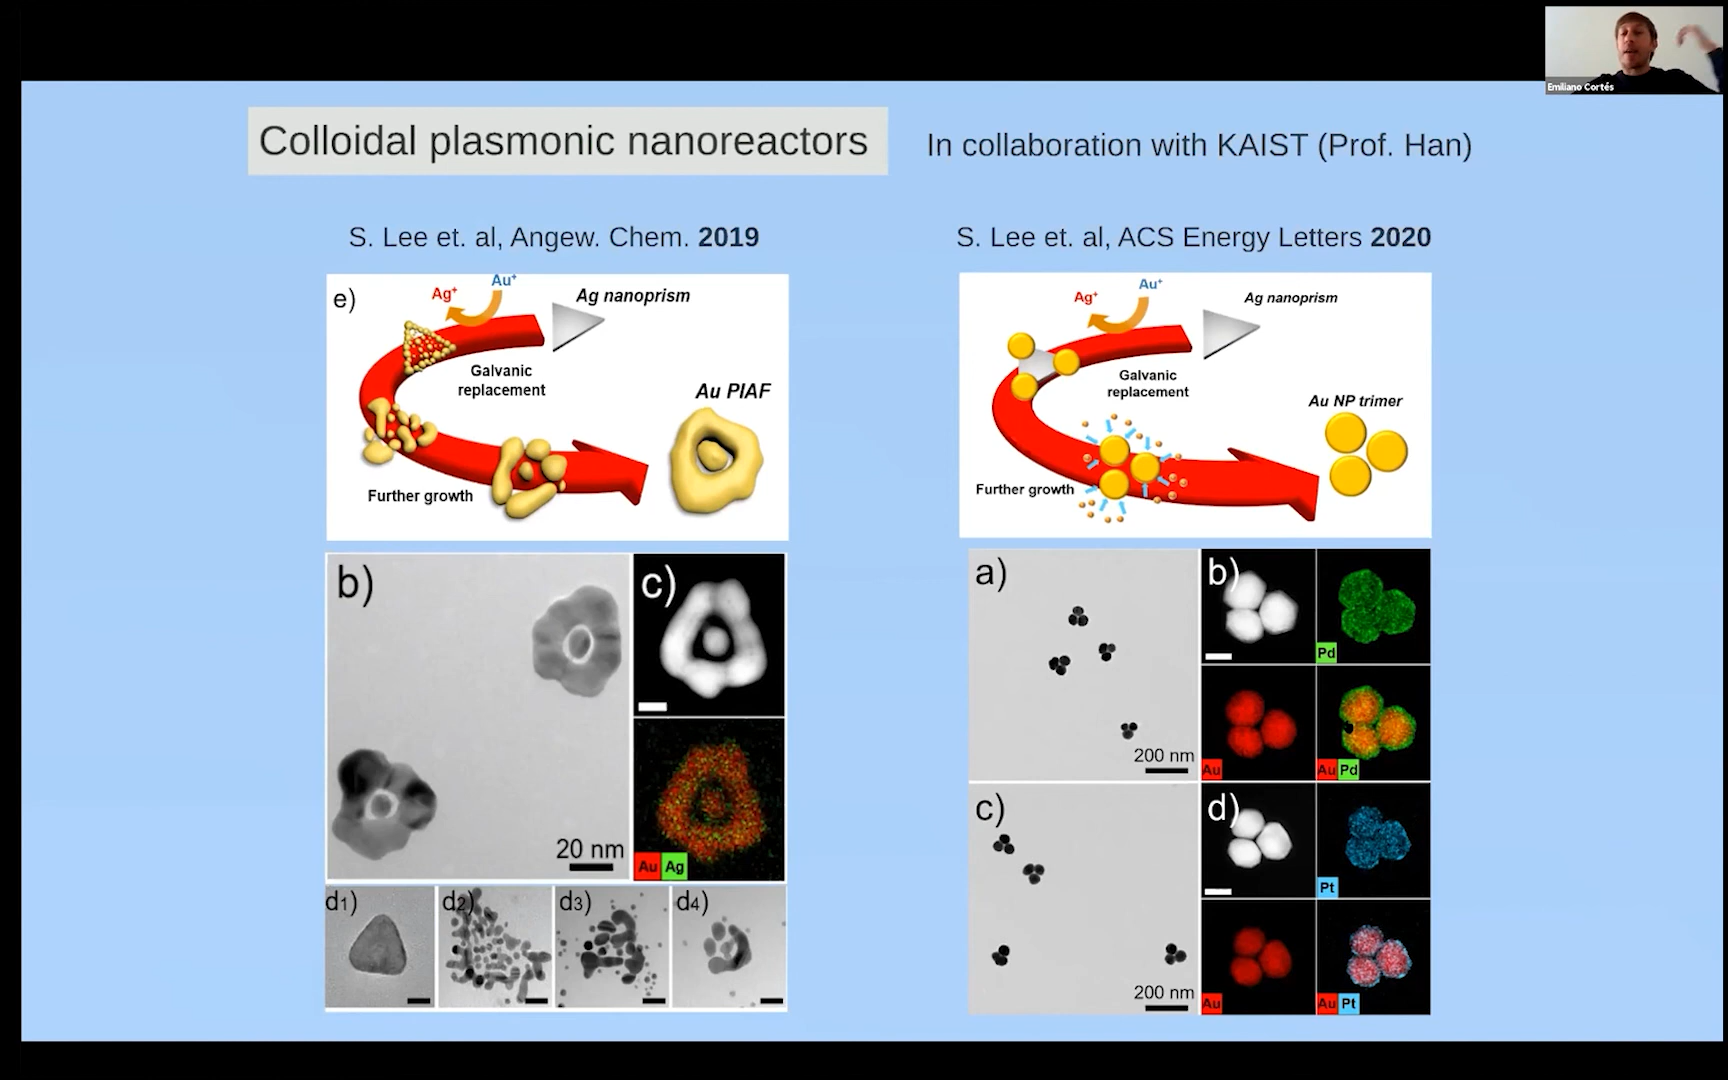 Emiliano Cortés
Colloidal plasmonic nanoreactors
In collaboration with KAIST (Prof. Han)
S. Lee et. al, Angew. Chem. 2019
e)
Ag⁺
Au⁺
Ag nanoprism
Galvanic
replacement
Au PIAF
Further growth
b)
20 nm
c)
Au Ag
d1)
d2)
d3)
d4)
S. Lee et. al, ACS Energy Letters 2020
Ag⁺
Au⁺
Ag nanoprism
Galvanic
replacement
Au NP trimer
Further growth
a)
200 nm
b)
Pd
Au
Au Pd
c)
200 nm
d)
Pt
Au
Au Pt